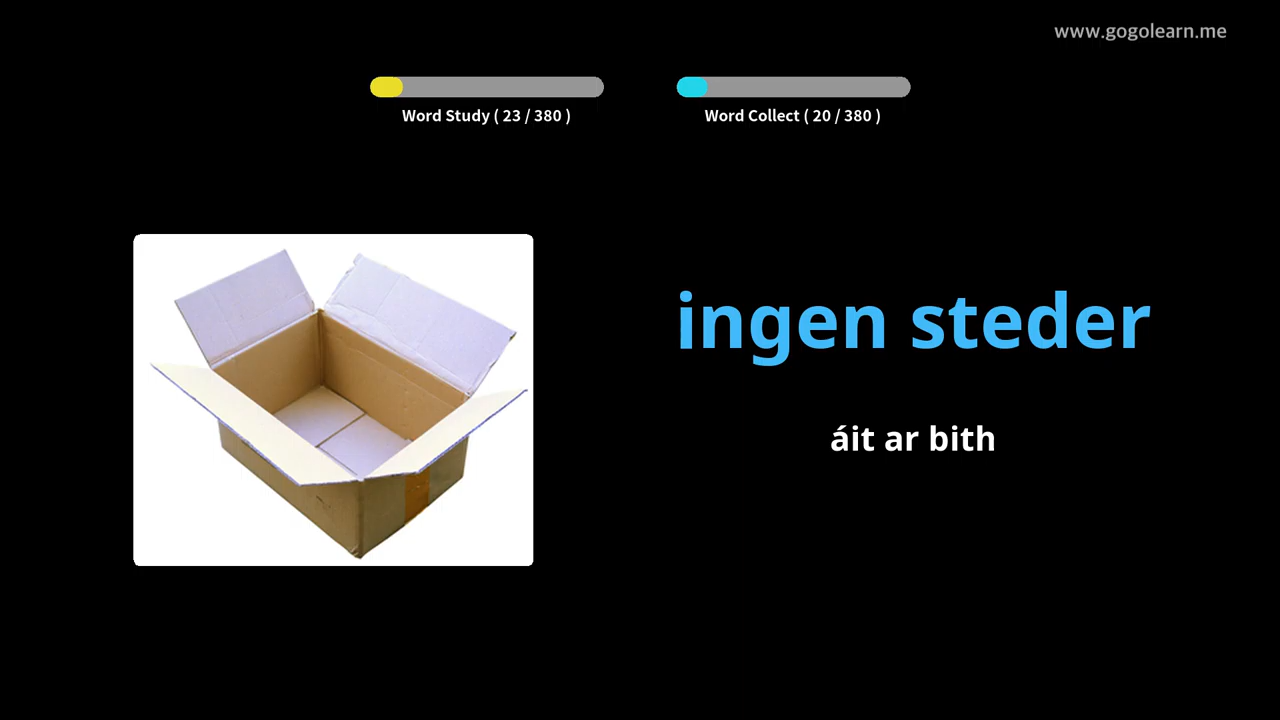 www.gogolearn.me
Word Study ( 23 / 380 )
Word Collect ( 20 / 380 )
ingen steder
áit ar bith